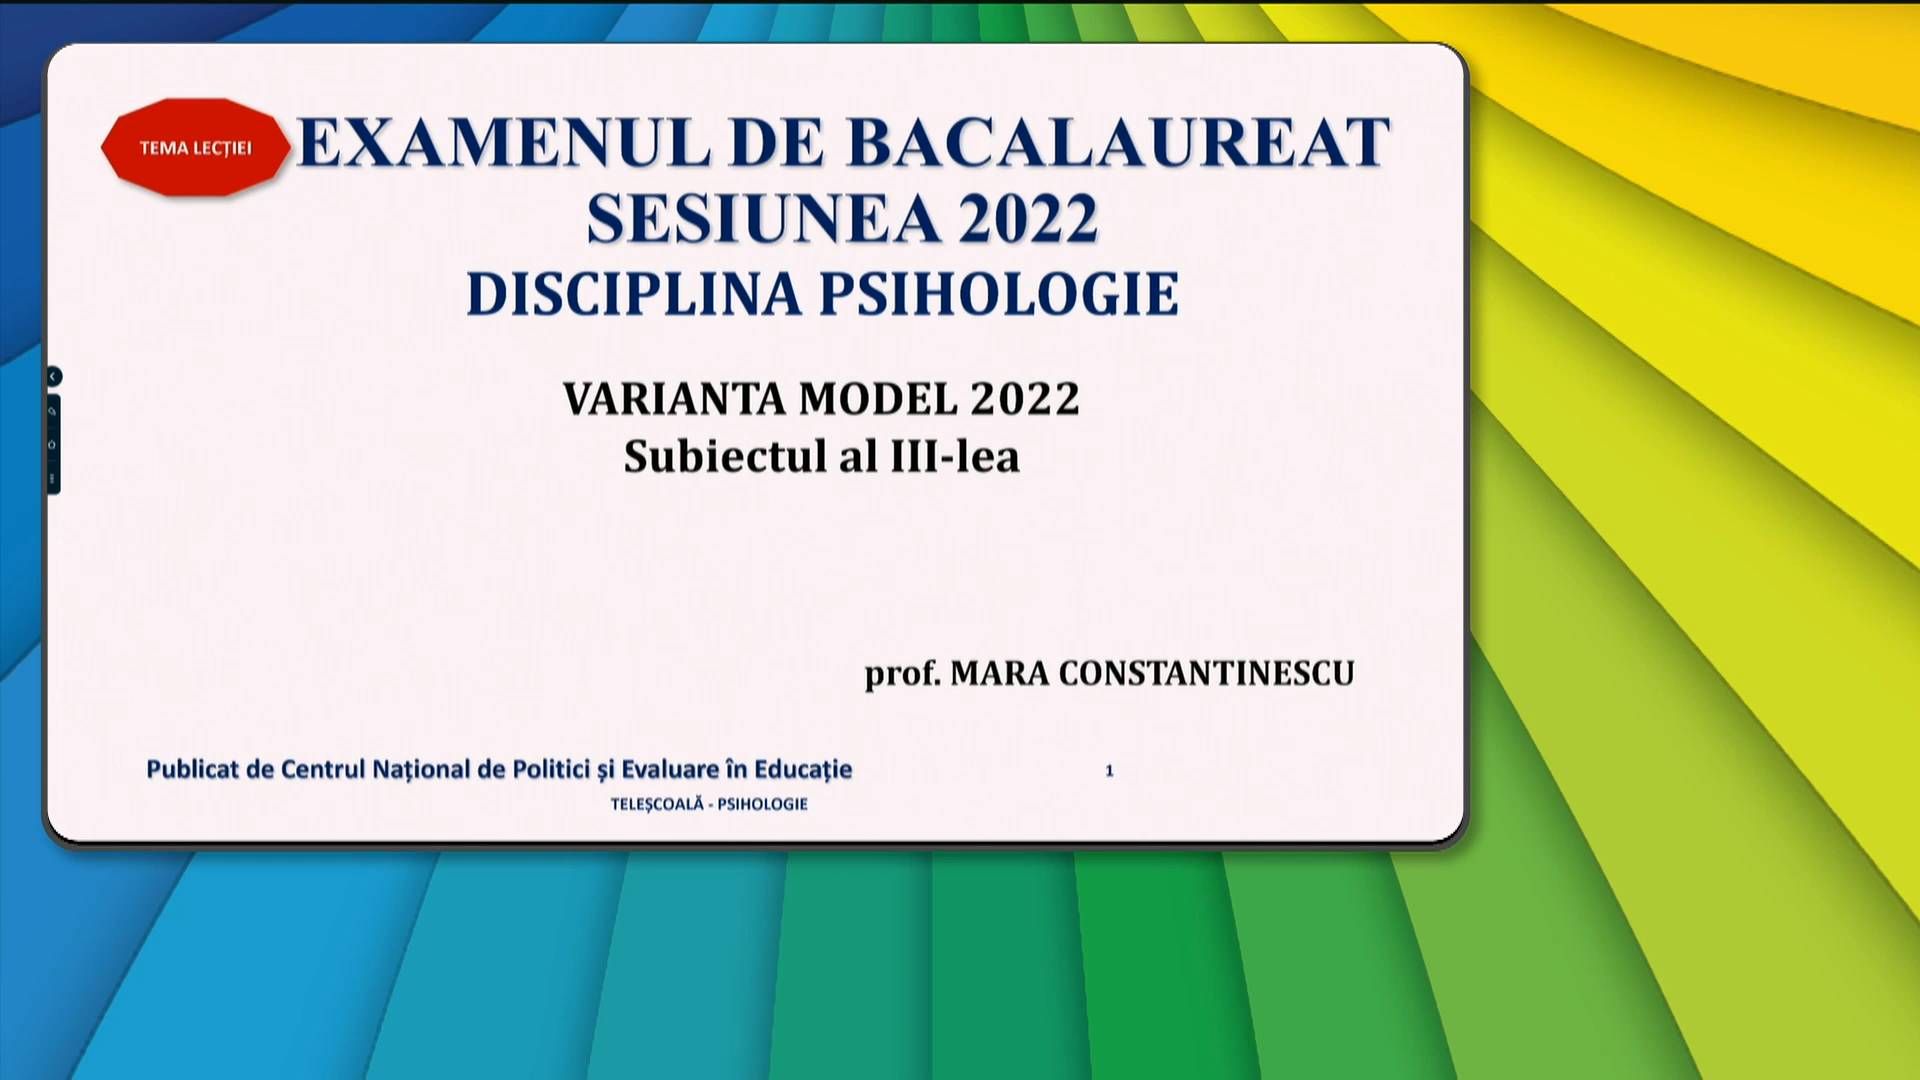 TEMA LECȚIEI
EXAMENUL DE BACALAUREAT
SESIUNEA 2022
DISCIPLINA PSIHOLOGIE
VARIANTA MODEL 2022
Subiectul al III-lea
prof. MARA CONSTANTINESCU
Publicat de Centrul Național de Politici și Evaluare în Educație
1
TELEȘCOALĂ - PSIHOLOGIE